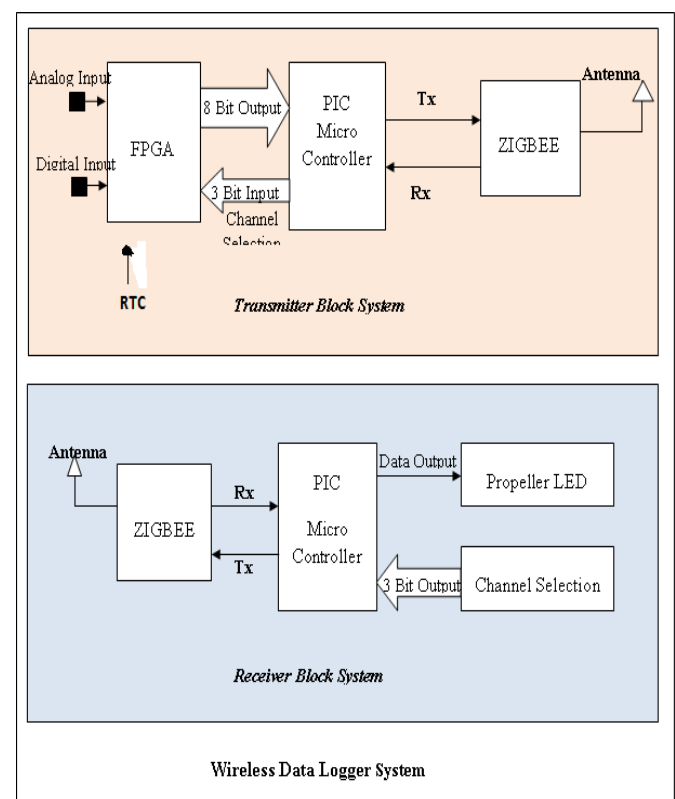 Analog Input
Digital Input
FPGA
8 Bit Output
3 Bit Input
Channel
Selection
PIC
Micro
Controller
Tx
Rx
ZIGBEE
Antenna
RTC
Transmitter Block System
Antenna
ZIGBEE
Rx
Tx
PIC
Micro
Controller
Data Output
Propeller LED
3 Bit Output
Channel Selection
Receiver Block System
Wireless Data Logger System